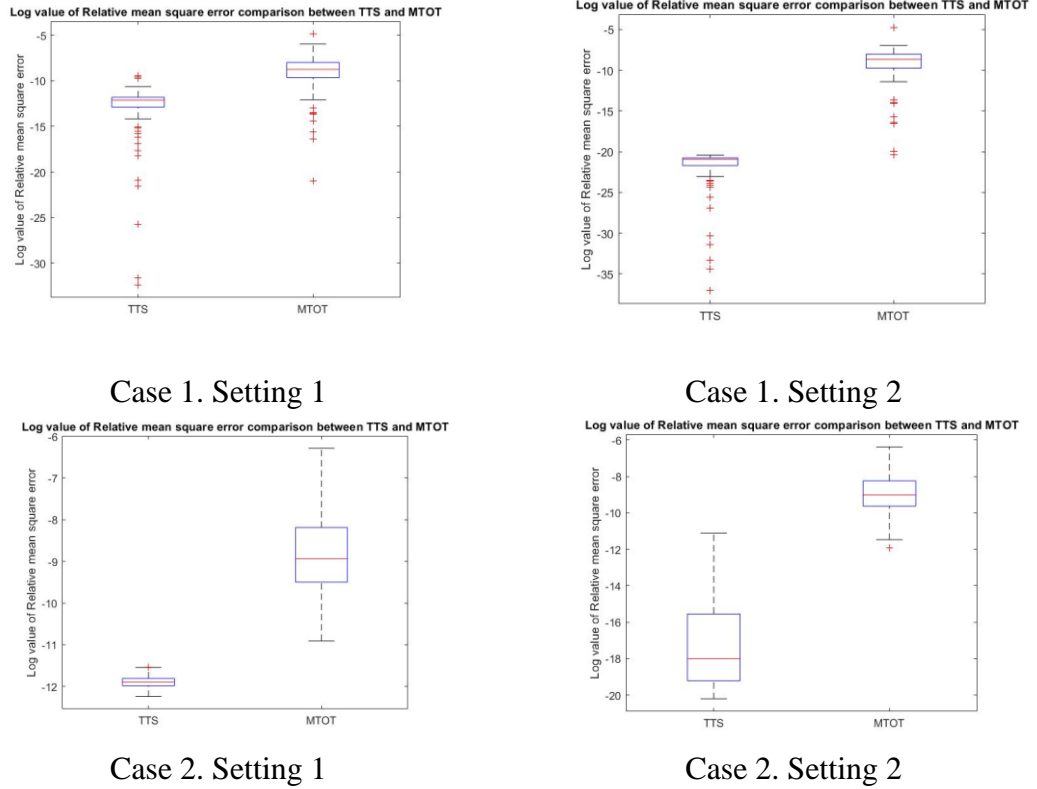 Log value of Relative mean square error comparison between TTS and MTOT
Log value of Relative mean square error
-5
-10
-15
-20
-25
-30
TTS MTOT
Case 1. Setting 1
Log value of Relative mean square error comparison between TTS and MTOT
Log value of Relative mean square error
-5
-10
-15
-20
-25
-30
-35
TTS MTOT
Case 1. Setting 2
Log value of Relative mean square error comparison between TTS and MTOT
Log value of Relative mean square error
-6
-7
-8
-9
-10
-11
-12
TTS MTOT
Case 2. Setting 1
Log value of Relative mean square error comparison between TTS and MTOT
Log value of Relative mean square error
-6
-8
-10
-12
-14
-16
-18
-20
TTS MTOT
Case 2. Setting 2